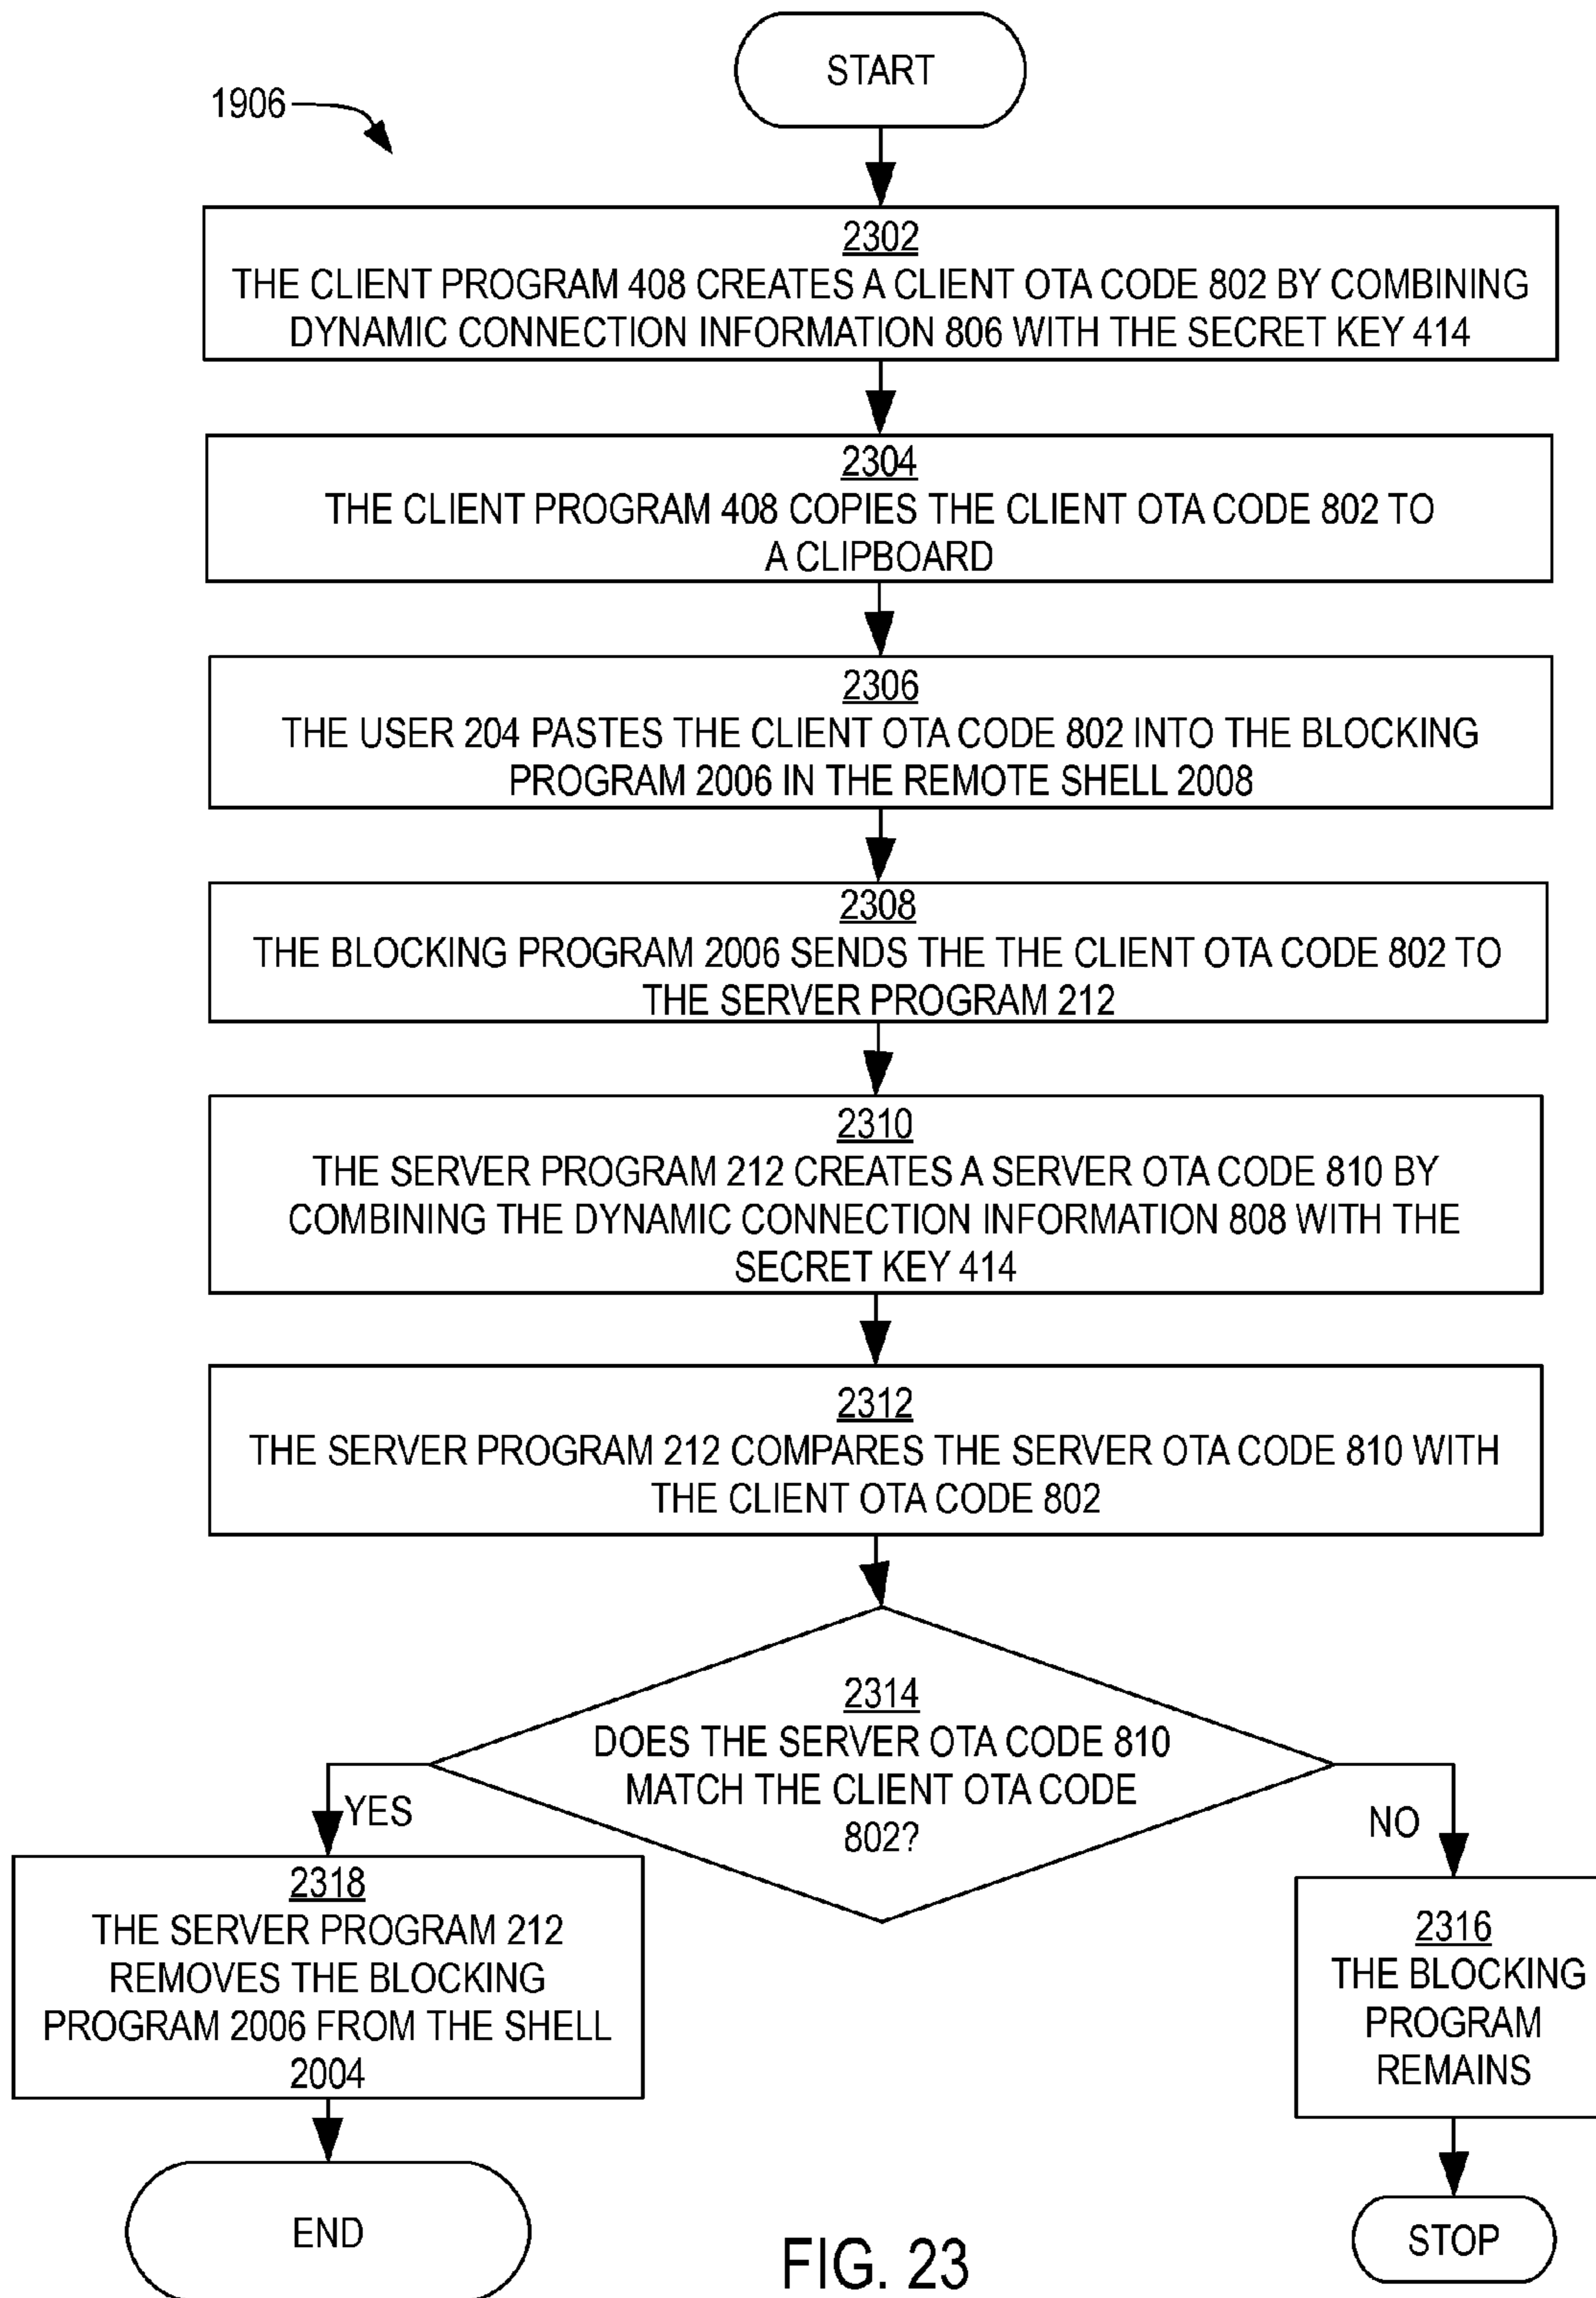 START
1906
2302
THE CLIENT PROGRAM 408 CREATES A CLIENT OTA CODE 802 BY COMBINING
DYNAMIC CONNECTION INFORMATION 806 WITH THE SECRET KEY 414
2304
THE CLIENT PROGRAM 408 COPIES THE CLIENT OTA CODE 802 TO
A CLIPBOARD
2306
THE USER 204 PASTES THE CLIENT OTA CODE 802 INTO THE BLOCKING
PROGRAM 2006 IN THE REMOTE SHELL 2008
2308
THE BLOCKING PROGRAM 2006 SENDS THE THE CLIENT OTA CODE 802 TO
THE SERVER PROGRAM 212
2310
THE SERVER PROGRAM 212 CREATES A SERVER OTA CODE 810 BY
COMBINING THE DYNAMIC CONNECTION INFORMATION 808 WITH THE
SECRET KEY 414
2312
THE SERVER PROGRAM 212 COMPARES THE SERVER OTA CODE 810 WITH
THE CLIENT OTA CODE 802
2314
DOES THE SERVER OTA CODE 810
MATCH THE CLIENT OTA CODE
802?
YES
NO
2318
THE SERVER PROGRAM 212
REMOVES THE BLOCKING
PROGRAM 2006 FROM THE SHELL
2004
2316
THE BLOCKING
PROGRAM
REMAINS
END
STOP
FIG. 23